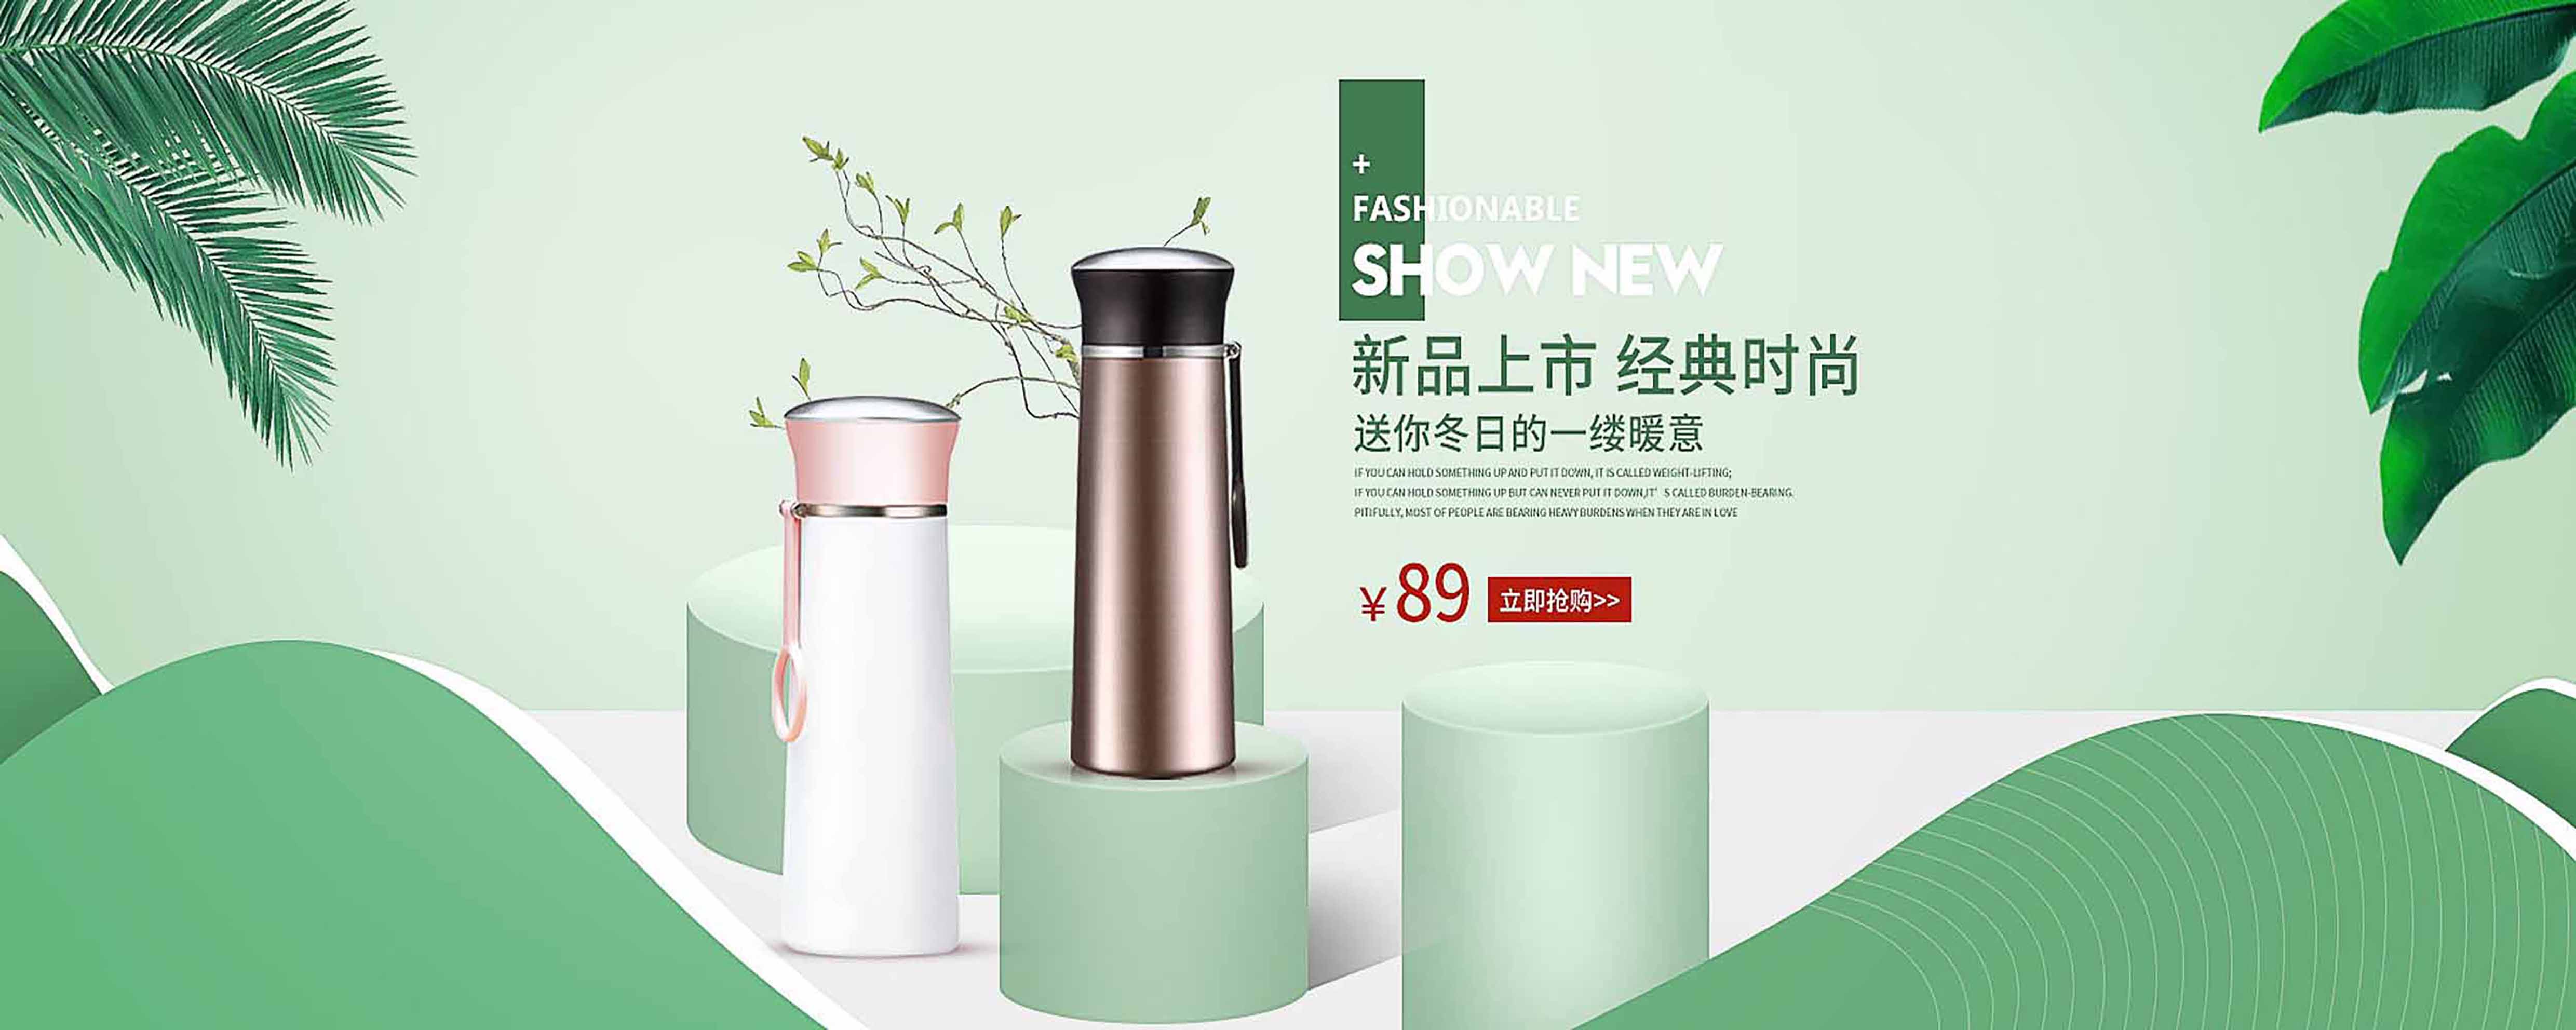 +
FASHIONABLE
SHOW NEW
新品上市 经典时尚
送你冬日的一缕暖意
IF YOU CAN HOLD SOMETHING UP AND PUT IT DOWN, IT IS CALLED WEIGHT-LIFTING;
IF YOU CAN HOLD SOMETHING UP BUT CAN NEVER PUT IT DOWN,IT’S CALLED BURDEN-BEARING.
PITIFULLY, MOST OF PEOPLE ARE BEARING HEAVY BURDENS WHEN THEY ARE IN LOVE
¥89 立即抢购>>